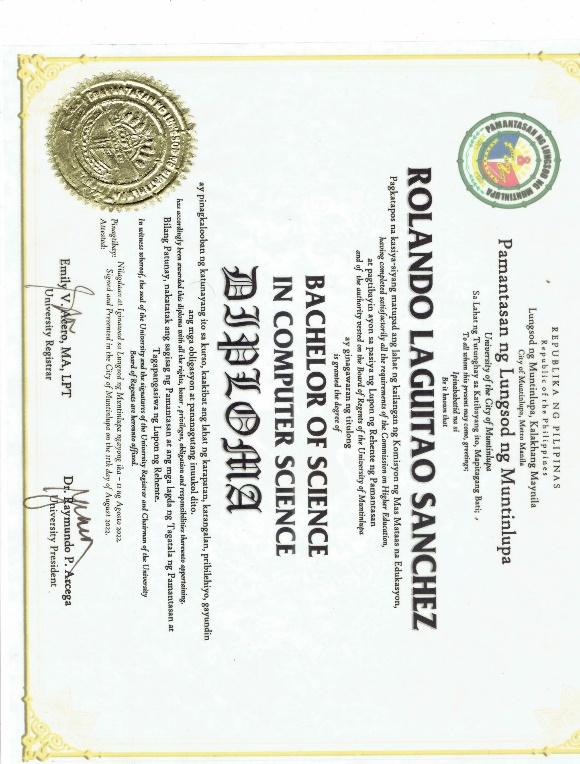 PAMANTASAN NG LUNGSOD NG MUNTINLUPA
REPUBLIKA NG PILIPINAS
Republic of the Philippines
Lungsod ng Muntinlupa, Kalakhang Maynila
City of Muntinlupa, Metro Manila
Pamantasan ng Lungsod ng Muntinlupa
University of the City of Muntinlupa
Sa Lahat ng Tutunghay sa Katibayang ito, Mapitagang Bati;
To all whom this present may come, greetings;
Ipinababatid na si
Be it known that
ROLANDO LAGUITAO SANCHEZ
Pagkatapos na kasiya-siyang matupad ang lahat ng kailangan ng Komisyon ng Mas Mataas na Edukasyon,
having completed satisfactorily all the requirements of the Commission on Higher Education,
at pagtibayin ayon sa pasiya ng Lupon ng Rehente ng Pamantasan
and of the authority vested on the Board of Regents of the University of Muntinlupa
ay ginagawaran ng titulong
is granted the degree of
BACHELOR OF SCIENCE
IN COMPUTER SCIENCE
DIPLOMA
ay pinagkalooban ng katunayang ito sa kurso, kaakibat ang lahat ng karapatan, karangalan, pribilehiyo, gayundin
ang mga obligasyon at pananagutang inuukol dito.
has accordingly been awarded this diploma with all the rights, honor, privileges, obligation and responsibilities thereunto appertaining.
Bilang Patunay, nakatatak ang sagisag ng Pamantasan at ang mga lagda ng Tagatala ng Pamantasan at
Tagapangasiwa ng Lupon ng Rehente.
In witness whereof, the seal of the University and the signatures of the University Registrar and Chairman of the University
Board of Regents are hereunto affixed.
Pinagtibay: Nilagdaan at Iginawad sa Lungsod ng Muntinlupa ngayong ika - 11 ng Agosto 2022.
Attested: Signed and Presented in the City of Muntinlupa on the 11th day of August 2022.
Emily V. Acero, MA, LPT
University Registrar
Dr. Raymundo P. Arcega
University President